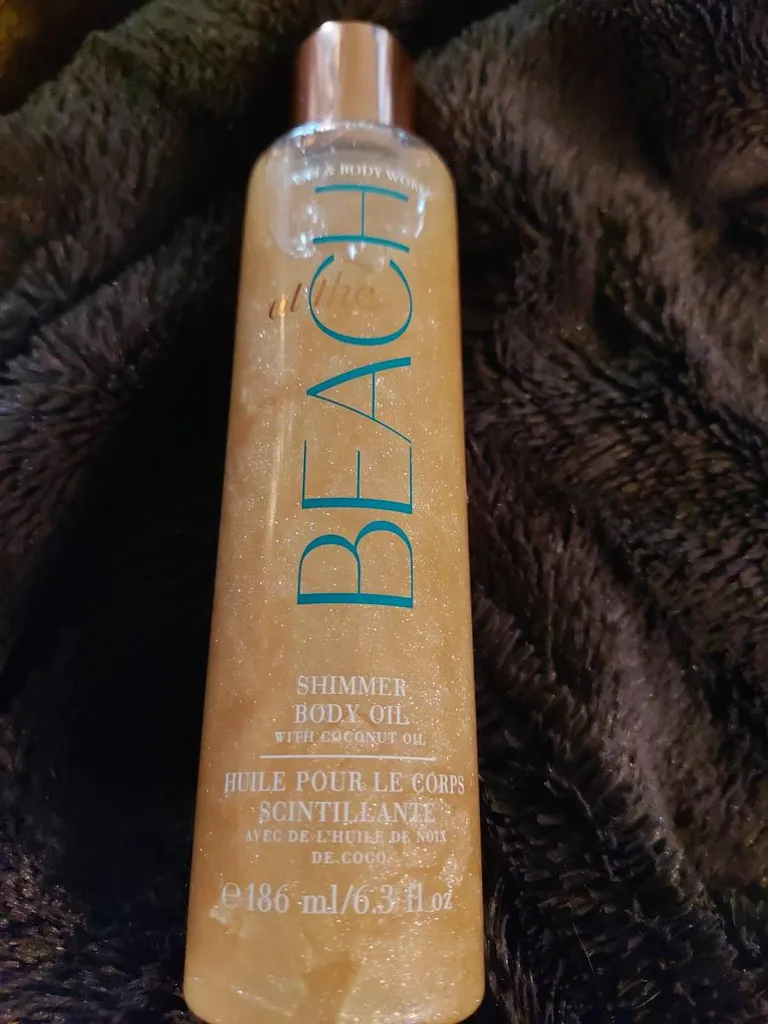 & BODY WORKS
at the
BEACH
SHIMMER
BODY OIL
WITH COCONUT OIL
HUILE POUR LE CORPS
SCINTILLANTE
AVEC DE L'HUILE DE NOIX
DE COCO
℮186 ml/6.3 fl oz